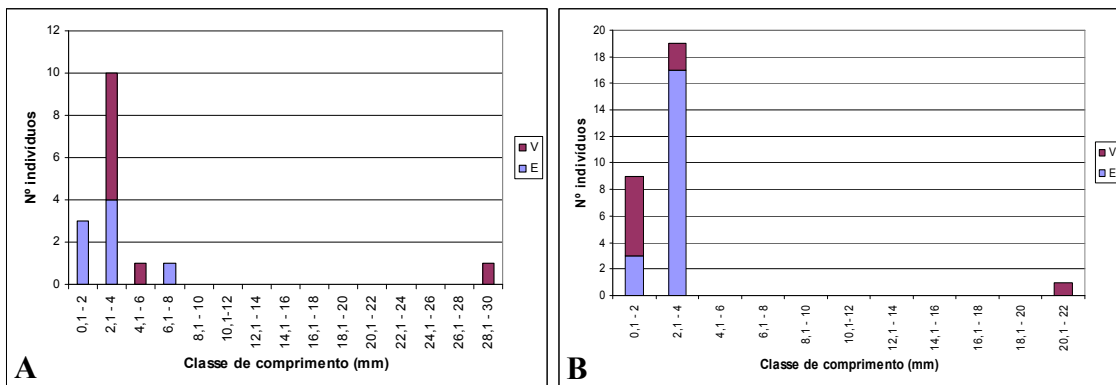 12
10
8
6
4
2
0
Nº indivíduos
0,1 - 2
2,1 - 4
4,1 - 6
6,1 - 8
8,1 - 10
10,1-12
12,1 - 14
14,1 - 16
16,1 - 18
18,1 - 20
20,1 - 22
22,1 - 24
24,1 - 26
26,1 - 28
28,1 - 30
Classe de comprimento (mm)
V
E
A
20
18
16
14
12
10
8
6
4
2
0
Nº indivíduos
0,1 - 2
2,1 - 4
4,1 - 6
6,1 - 8
8,1 - 10
10,1-12
12,1 - 14
14,1 - 16
16,1 - 18
18,1 - 20
20,1 - 22
Classe de comprimento (mm)
V
E
B